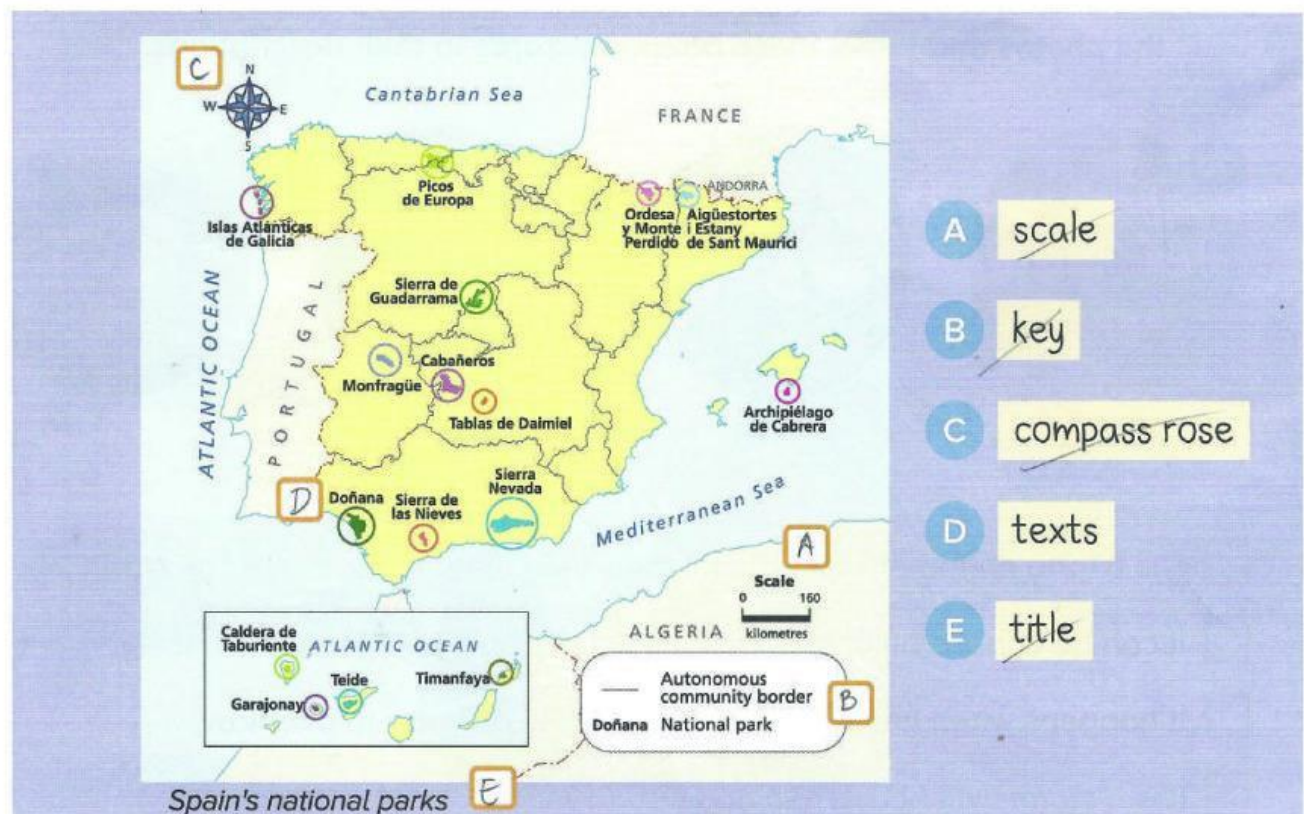 C
N
W
E
S
Cantabrian Sea
FRANCE
ANDORRA
Picos
de Europa
Ordesa
y Monte
Perdido
Aigüestortes
i Estany
de Sant Maurici
Islas Atlánticas
de Galicia
Sierra de
Guadarrama
ATLANTIC OCEAN
PORTUGAL
Monfragüe
Cabañeros
Tablas de Daimiel
Archipiélago
de Cabrera
D
Doñana
Sierra de
las Nieves
Sierra
Nevada
Mediterranean Sea
A
Scale
0 160
kilometres
ALGERIA
Caldera de
Taburiente
ATLANTIC OCEAN
Garajonay
Teide
Timanfaya
Autonomous
community border
Doñana National park
B
Spain's national parks
E
A scale
B key
C compass rose
D texts
E title